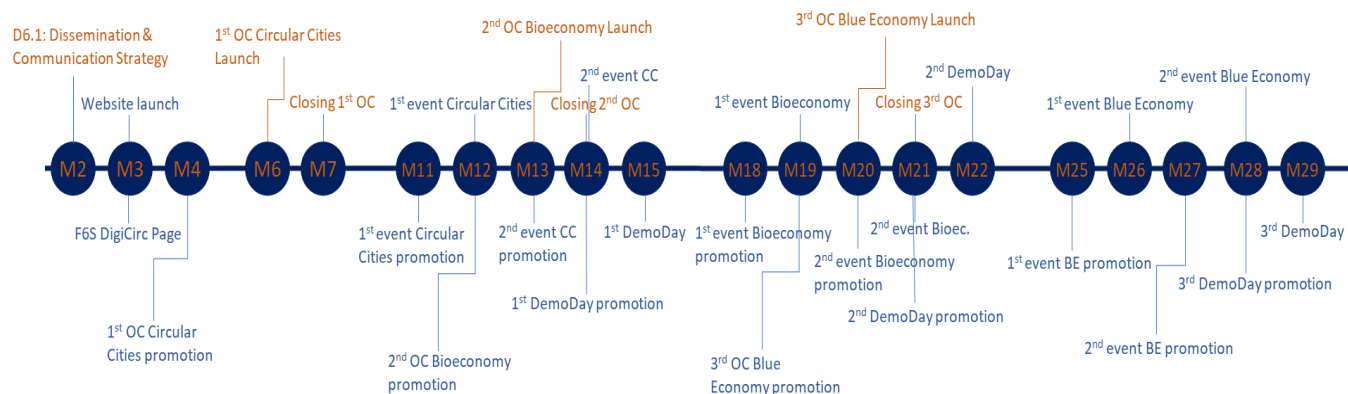 D6.1: Dissemination &
Communication Strategy
1st OC Circular Cities
Launch
2nd OC Bioeconomy Launch
3rd OC Blue Economy Launch
Website launch
Closing 1st OC
1st event Circular Cities
2nd event CC
Closing 2nd OC
1st event Bioeconomy
Closing 3rd OC
2nd DemoDay
1st event Blue Economy
2nd event Blue Economy
M2 M3 M4 M6 M7 M11 M12 M13 M14 M15 M18 M19 M20 M21 M22 M25 M26 M27 M28 M29
F6S DigiCirc Page
1st OC Circular
Cities promotion
1st event Circular
Cities promotion
2nd OC Bioeconomy
promotion
2nd event CC
promotion
1st DemoDay promotion
1st DemoDay
1st event Bioeconomy
promotion
3rd OC Blue
Economy promotion
2nd event Bioeconomy
promotion
2nd event Bioec.
2nd DemoDay promotion
1st event BE promotion
2nd event BE promotion
3rd DemoDay promotion
3rd DemoDay